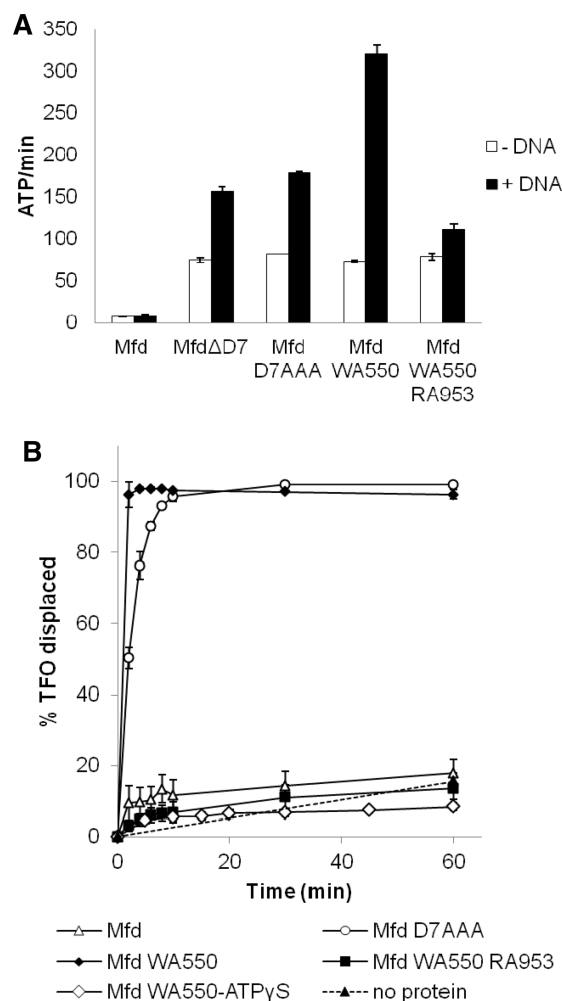 A
350
300
250
200
150
100
50
0
ATP/min
- DNA
+ DNA
Mfd
MfdΔD7
Mfd
D7AAA
Mfd
WA550
Mfd
WA550
RA953
B
100
80
60
40
20
0
% TFO displaced
0 20 40 60
Time (min)
Mfd
Mfd D7AAA
Mfd WA550
Mfd WA550 RA953
Mfd WA550-ATPγS
no protein